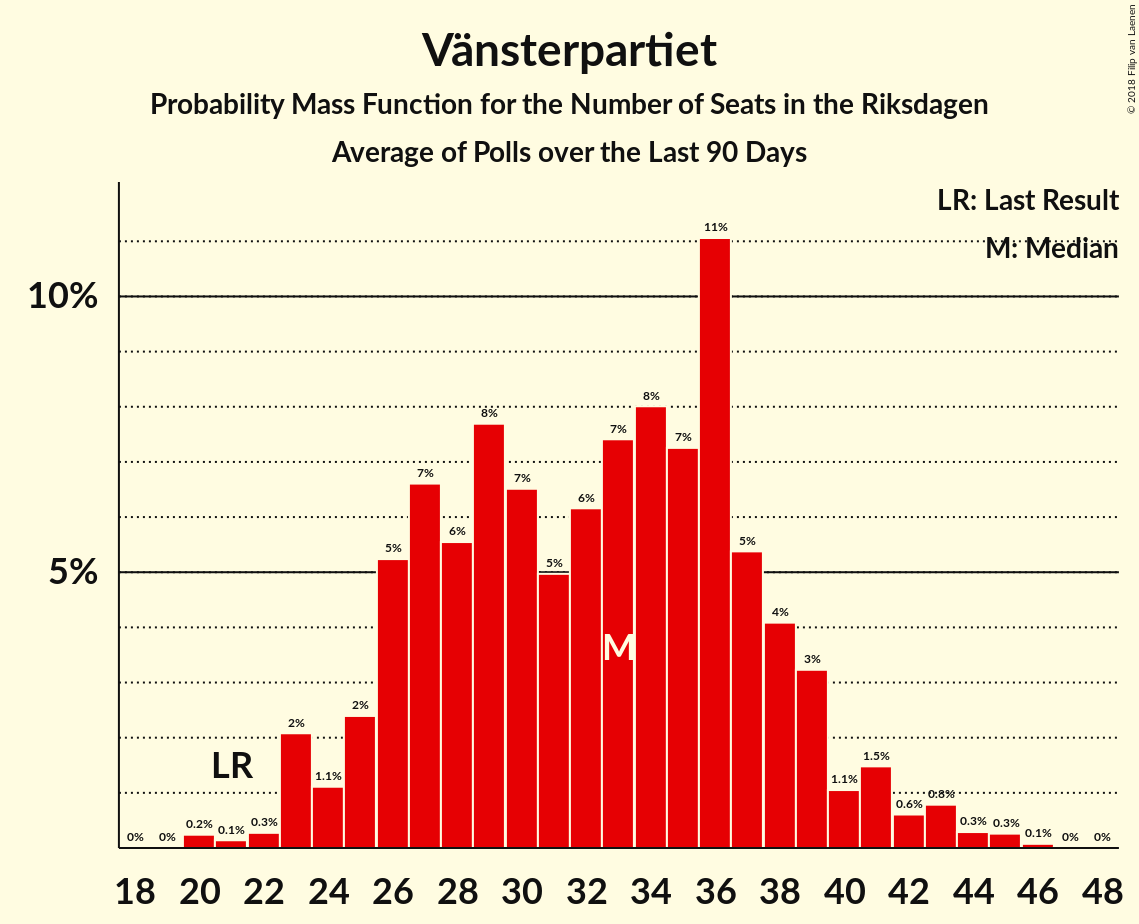 Vänsterpartiet
Probability Mass Function for the Number of Seats in the Riksdagen
Average of Polls over the Last 90 Days
© 2018 Filip van Laenen
LR: Last Result
M: Median
10%
5%
0% 0% 0.2% 0.1% 0.3% 2% 1.1% 2% 5% 7% 6% 8% 7% 5% 6% 7% 8% 7% 11% 5% 4% 3% 1.1% 1.5% 0.6% 0.8% 0.3% 0.3% 0.1% 0% 0%
LR
M
18 20 22 24 26 28 30 32 34 36 38 40 42 44 46 48